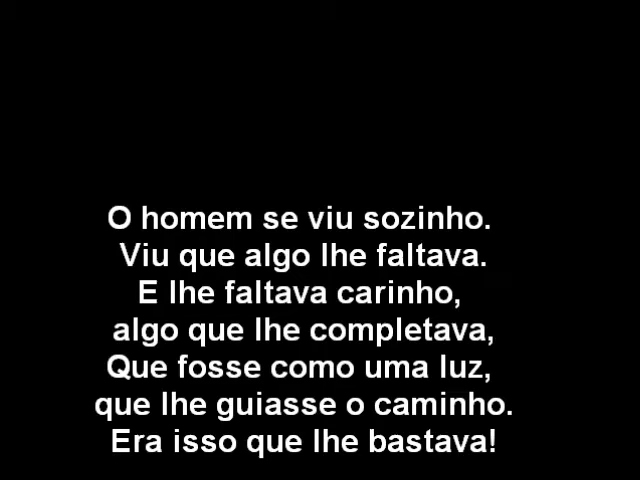 O homem se viu sozinho.
Viu que algo lhe faltava.
E lhe faltava carinho,
algo que lhe completava,
Que fosse como uma luz,
que lhe guiasse o caminho.
Era isso que lhe bastava!